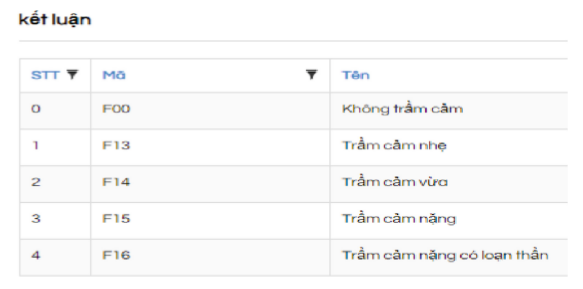 kết luận
STT Mã Tên
0 F00 Không trầm cảm
1 F13 Trầm cảm nhẹ
2 F14 Trầm cảm vừa
3 F15 Trầm cảm nặng
4 F16 Trầm cảm nặng có loạn thần